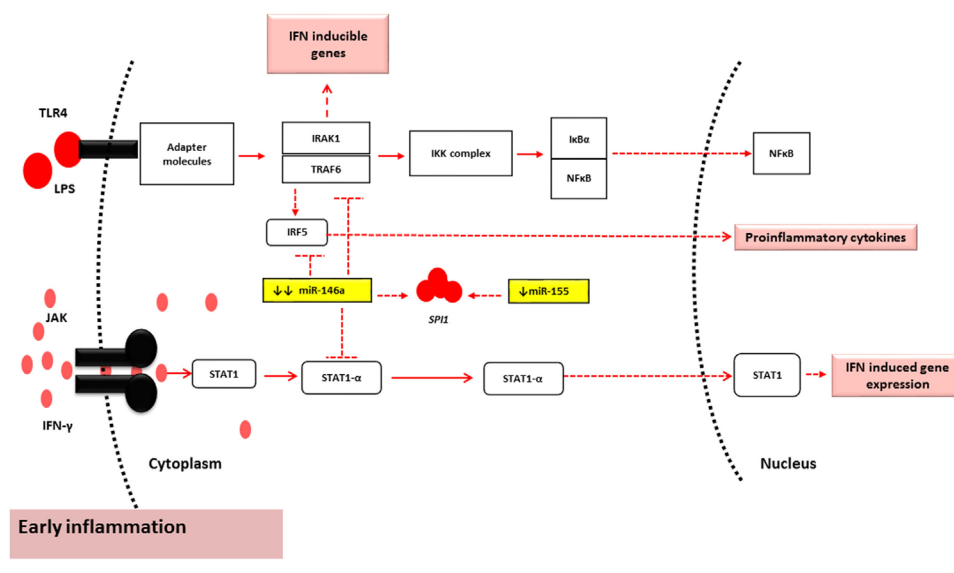 IFN inducible
genes
TLR4
LPS
Adapter
molecules
IRAK1
TRAF6
IKK complex
IκBα
NFκB
NFκB
IRF5
Proinflammatory cytokines
↓↓ miR-146a
SPI1
↓miR-155
JAK
IFN-γ
STAT1
STAT1-α
STAT1-α
STAT1
IFN induced gene
expression
Cytoplasm
Nucleus
Early inflammation